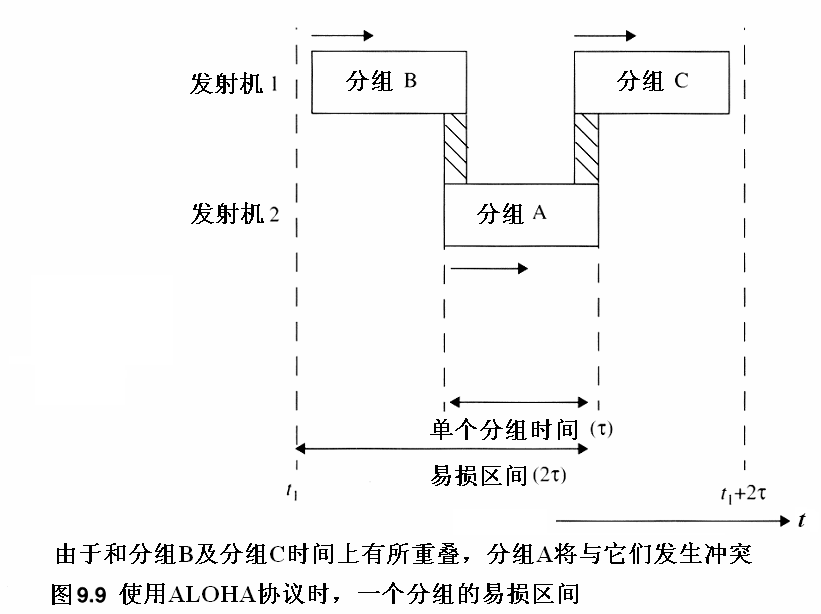 发射机 1
分组 B
分组 C
发射机 2
分组 A
单个分组时间 (τ)
易损区间 (2τ)
t₁
t₁+2τ
t
由于和分组B及分组C时间上有所重叠，分组A将与它们发生冲突
图9.9 使用ALOHA协议时，一个分组的易损区间